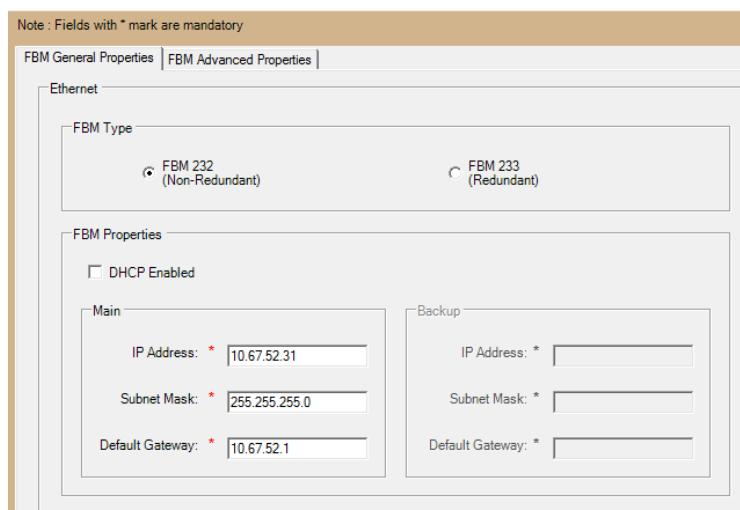 Note : Fields with * mark are mandatory
FBM General Properties FBM Advanced Properties
Ethernet
FBM Type
FBM 232 FBM 233
(Non-Redundant) (Redundant)
FBM Properties
DHCP Enabled
Main Backup
IP Address: * 10.67.52.31 IP Address: *
Subnet Mask: * 255.255.255.0 Subnet Mask: *
Default Gateway: * 10.67.52.1 Default Gateway: *